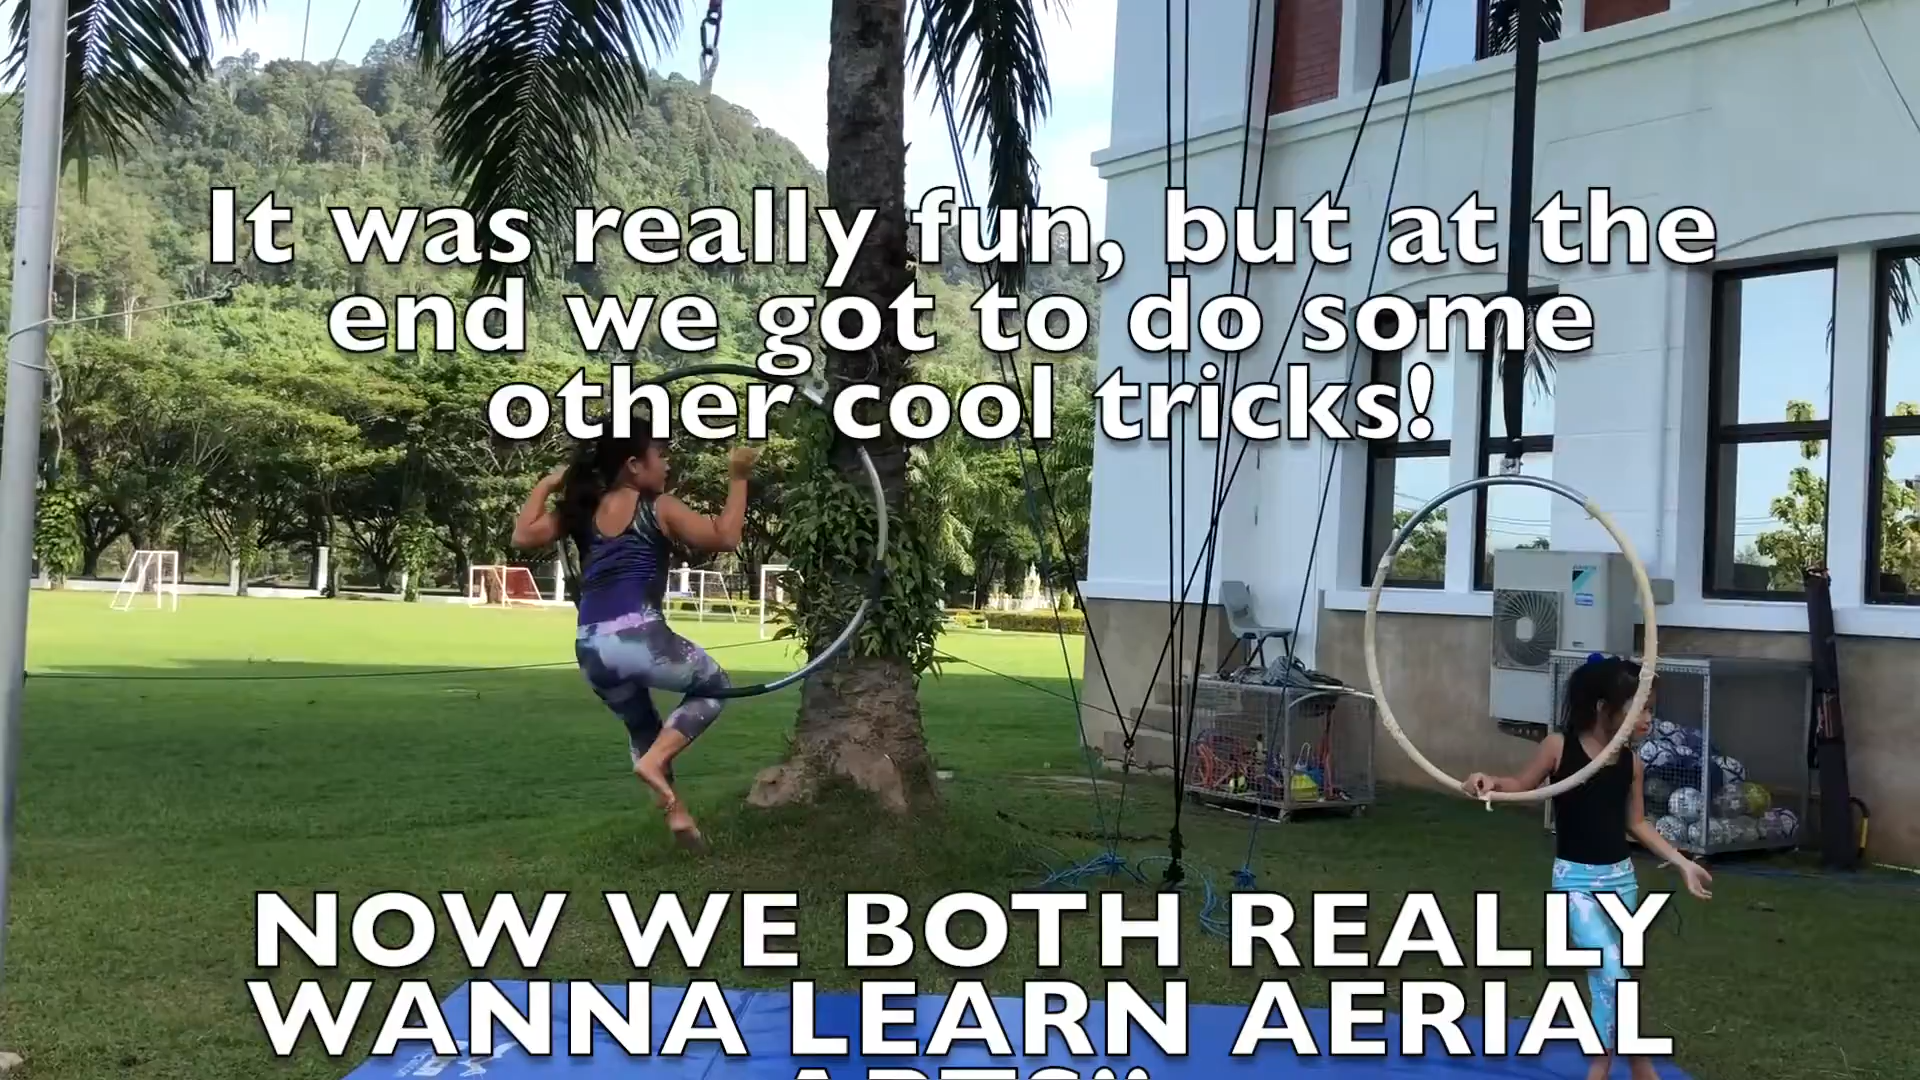 It was really fun, but at the
end we got to do some
other cool tricks!
NOW WE BOTH REALLY
WANNA LEARN AERIAL
ARTS!!